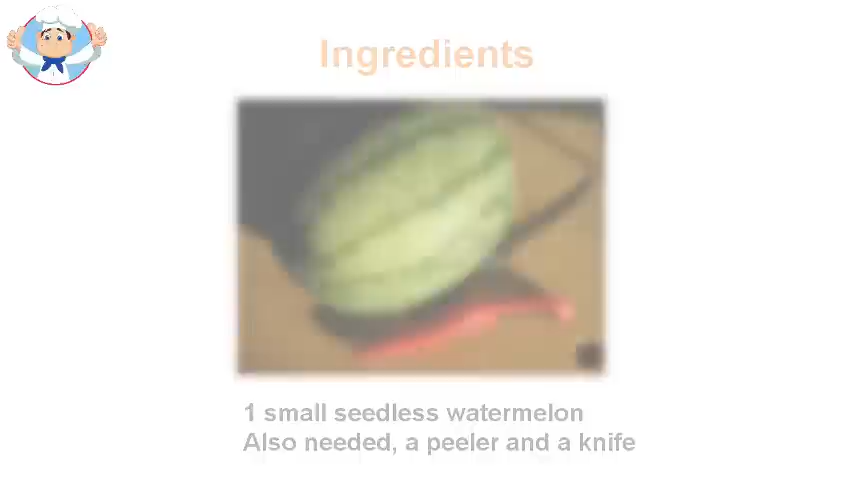 Ingredients
1 small seedless watermelon
Also needed, a peeler and a knife